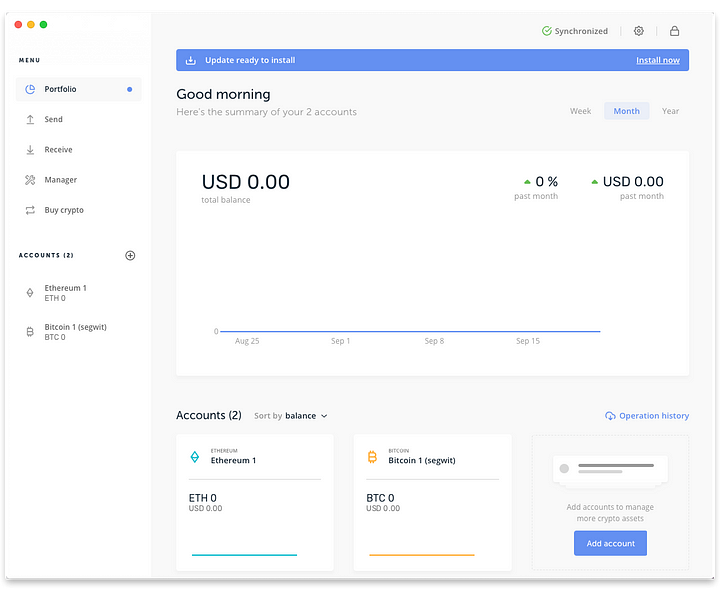 MENU
Portfolio
Send
Receive
Manager
Buy crypto
ACCOUNTS (2)
Ethereum 1
ETH 0
Bitcoin 1 (segwit)
BTC 0
Synchronized
Update ready to install
Install now
Good morning
Here's the summary of your 2 accounts
Week
Month
Year
USD 0.00
total balance
0 %
past month
USD 0.00
past month
0
Aug 25
Sep 1
Sep 8
Sep 15
Accounts (2)
Sort by balance
Operation history
ETHEREUM
Ethereum 1
ETH 0
USD 0.00
BITCOIN
Bitcoin 1 (segwit)
BTC 0
USD 0.00
Add accounts to manage
more crypto assets
Add account